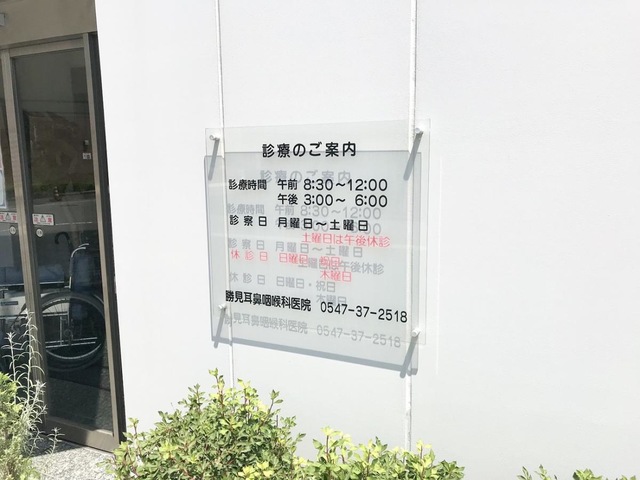 診療のご案内
診療時間 午前 8:30～12:00
午後 3:00～ 6:00
診察日 月曜日～土曜日
土曜日は午後休診
休診日 日曜日・祝日
木曜日
勝見耳鼻咽喉科医院 0547-37-2518